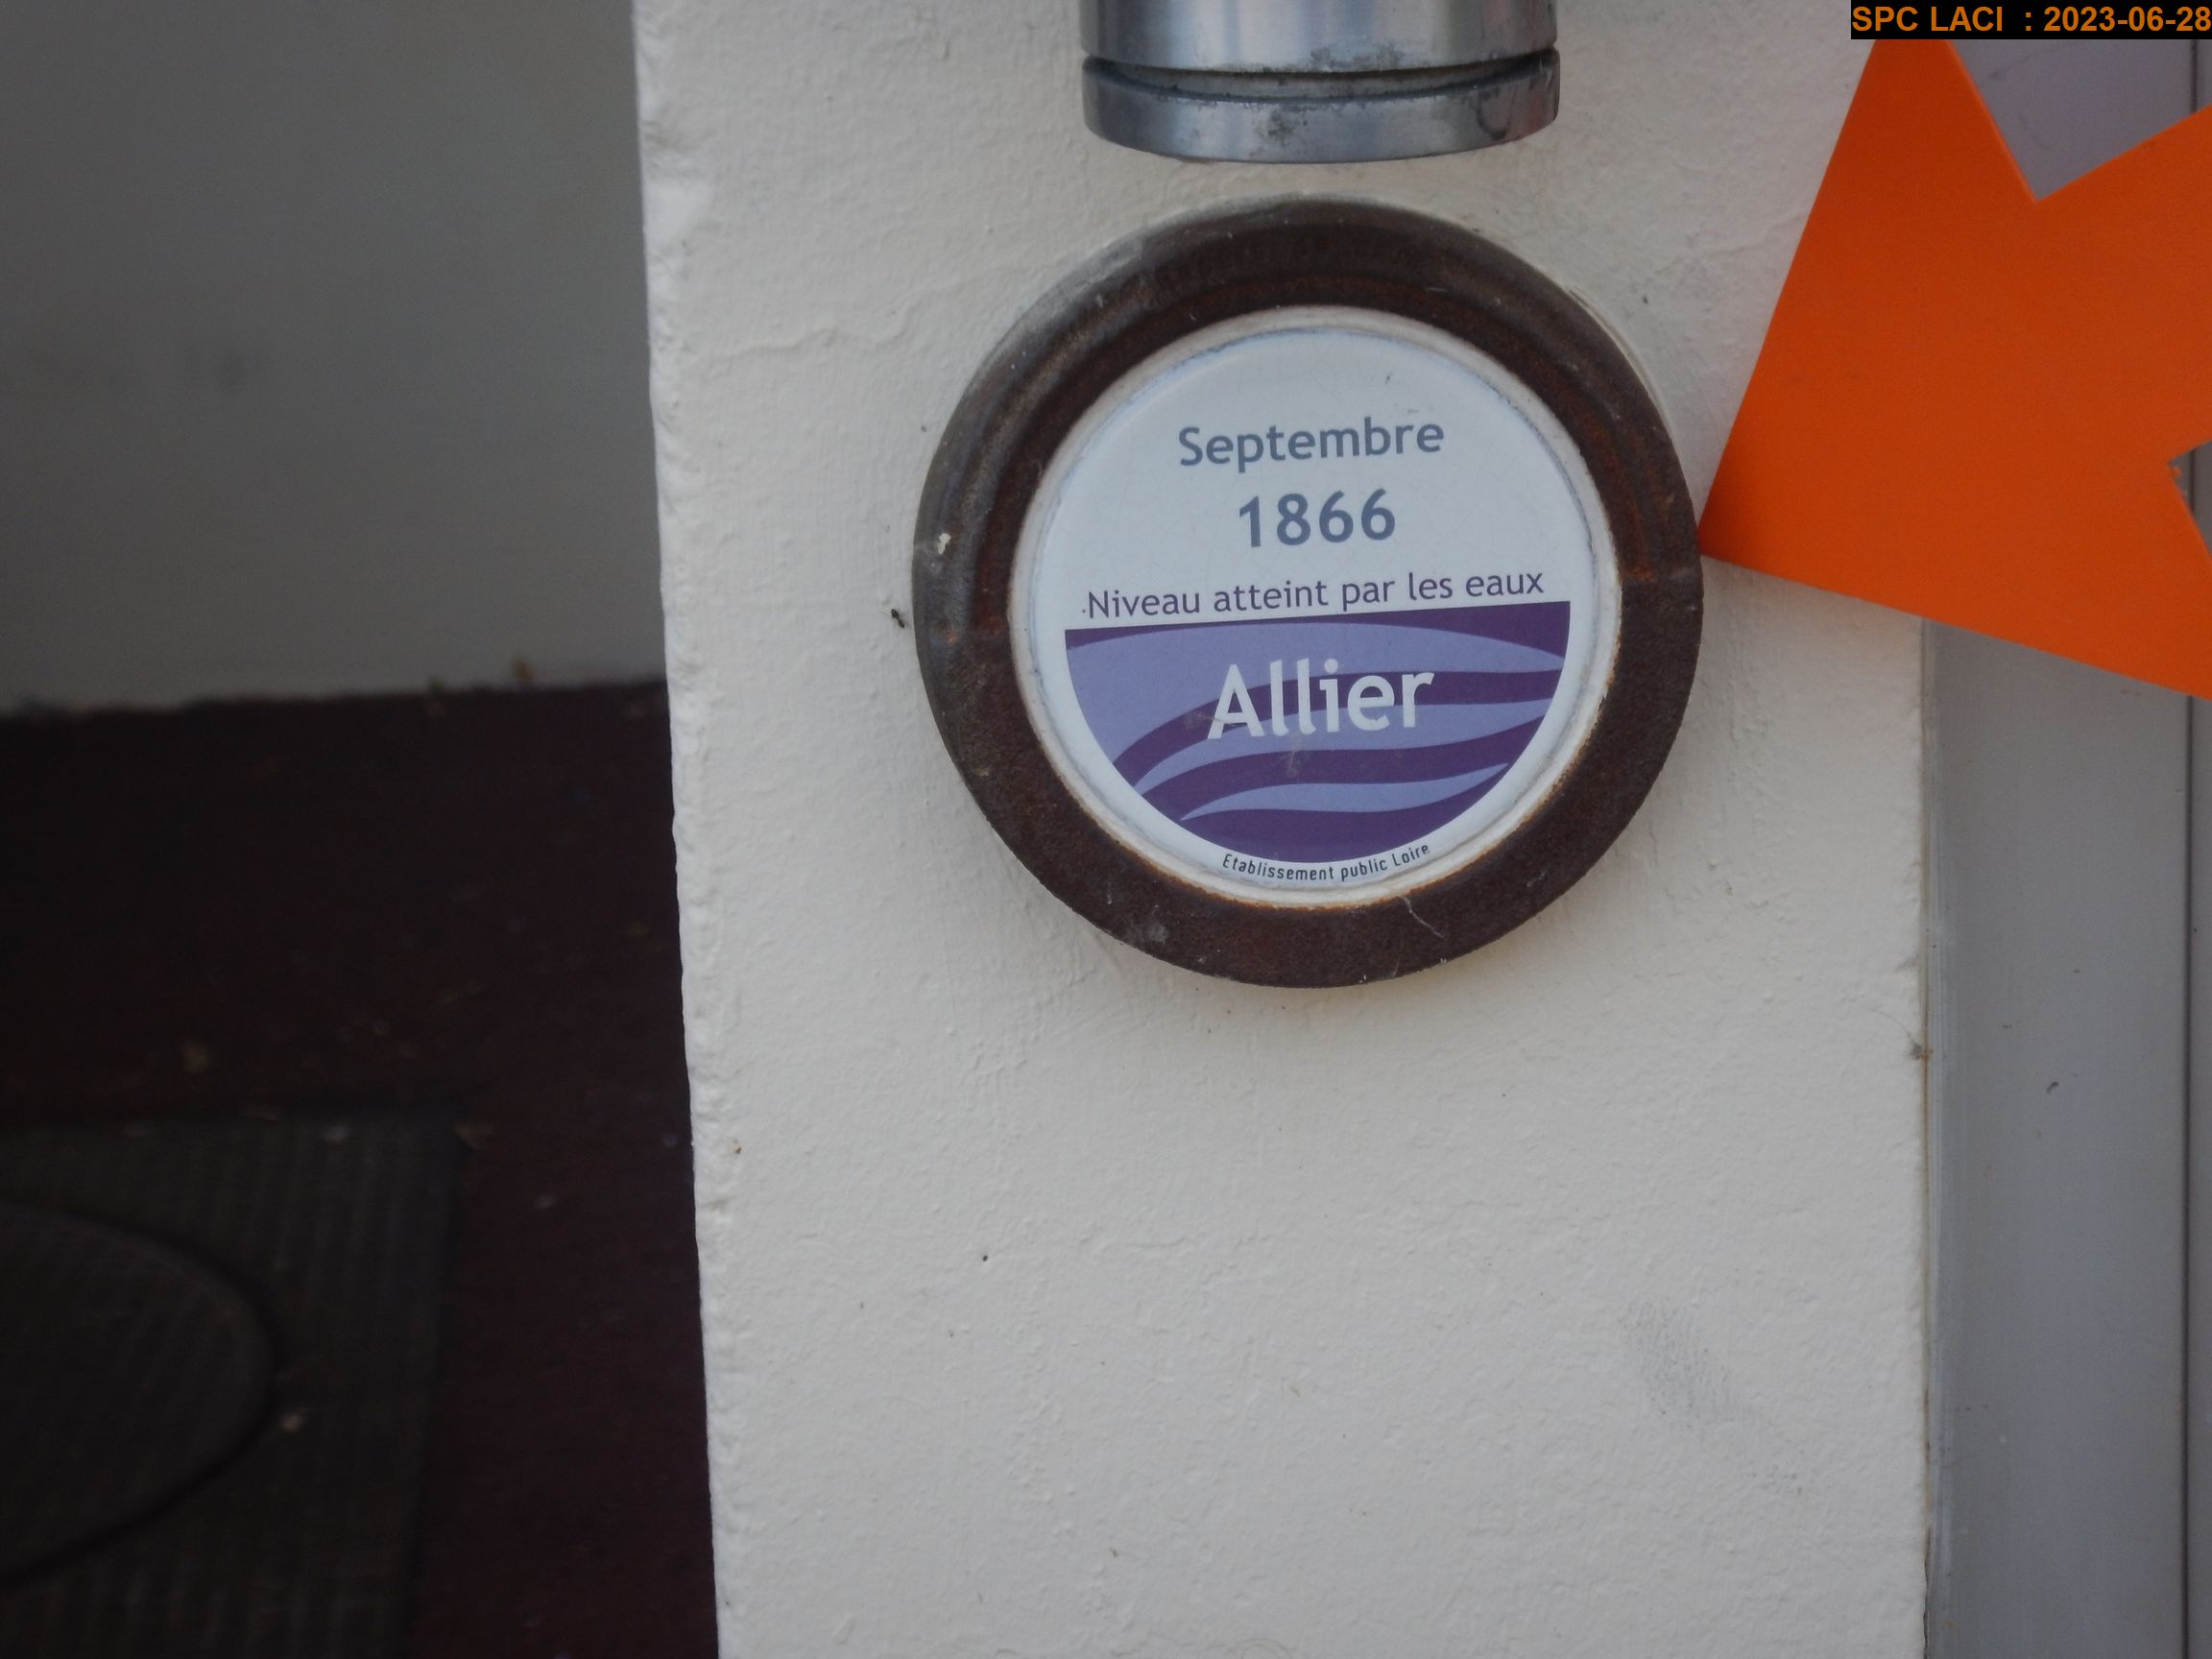 SPC LACI : 2023-06-28
Septembre
1866
Niveau atteint par les eaux
Allier
Etablissement public Loire